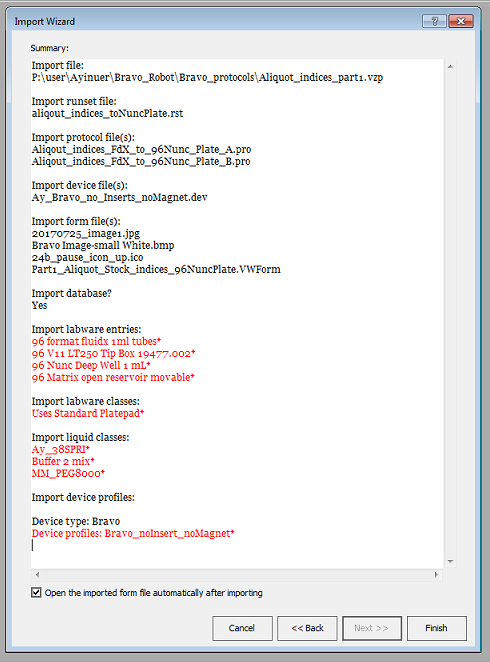 Import Wizard
Summary:
Import file:
P:\user\Ayinuer\Bravo_Robot\Bravo_protocols\Aliquot_indices_part1.vzp
Import runset file:
aliquot_indices_toNuncPlate.rst
Import protocol file(s):
Aliqout_indices_FdX_to_96Nunc_Plate_A.pro
Aliqout_indices_FdX_to_96Nunc_Plate_B.pro
Import device file(s):
Ay_Bravo_no_Inserts_noMagnet.dev
Import form file(s):
20170725_image1.jpg
Bravo Image-small White.bmp
24b_pause_icon_up.ico
Part1_Aliquot_Stock_indices_96NuncPlate.VWForm
Import database?
Yes
Import labware entries:
96 format fluidx 1ml tubes*
96 V11 LT250 Tip Box 19477.002*
96 Nunc Deep Well 1 mL*
96 Matrix open reservoir movable*
Import labware classes:
Uses Standard Platepad*
Import liquid classes:
Ay_38SPRI*
Buffer 2 mix*
MM_PEG8000*
Import device profiles:
Device type: Bravo
Device profiles: Bravo_noInsert_noMagnet*
Open the imported form file automatically after importing
Cancel
<< Back
Next >>
Finish